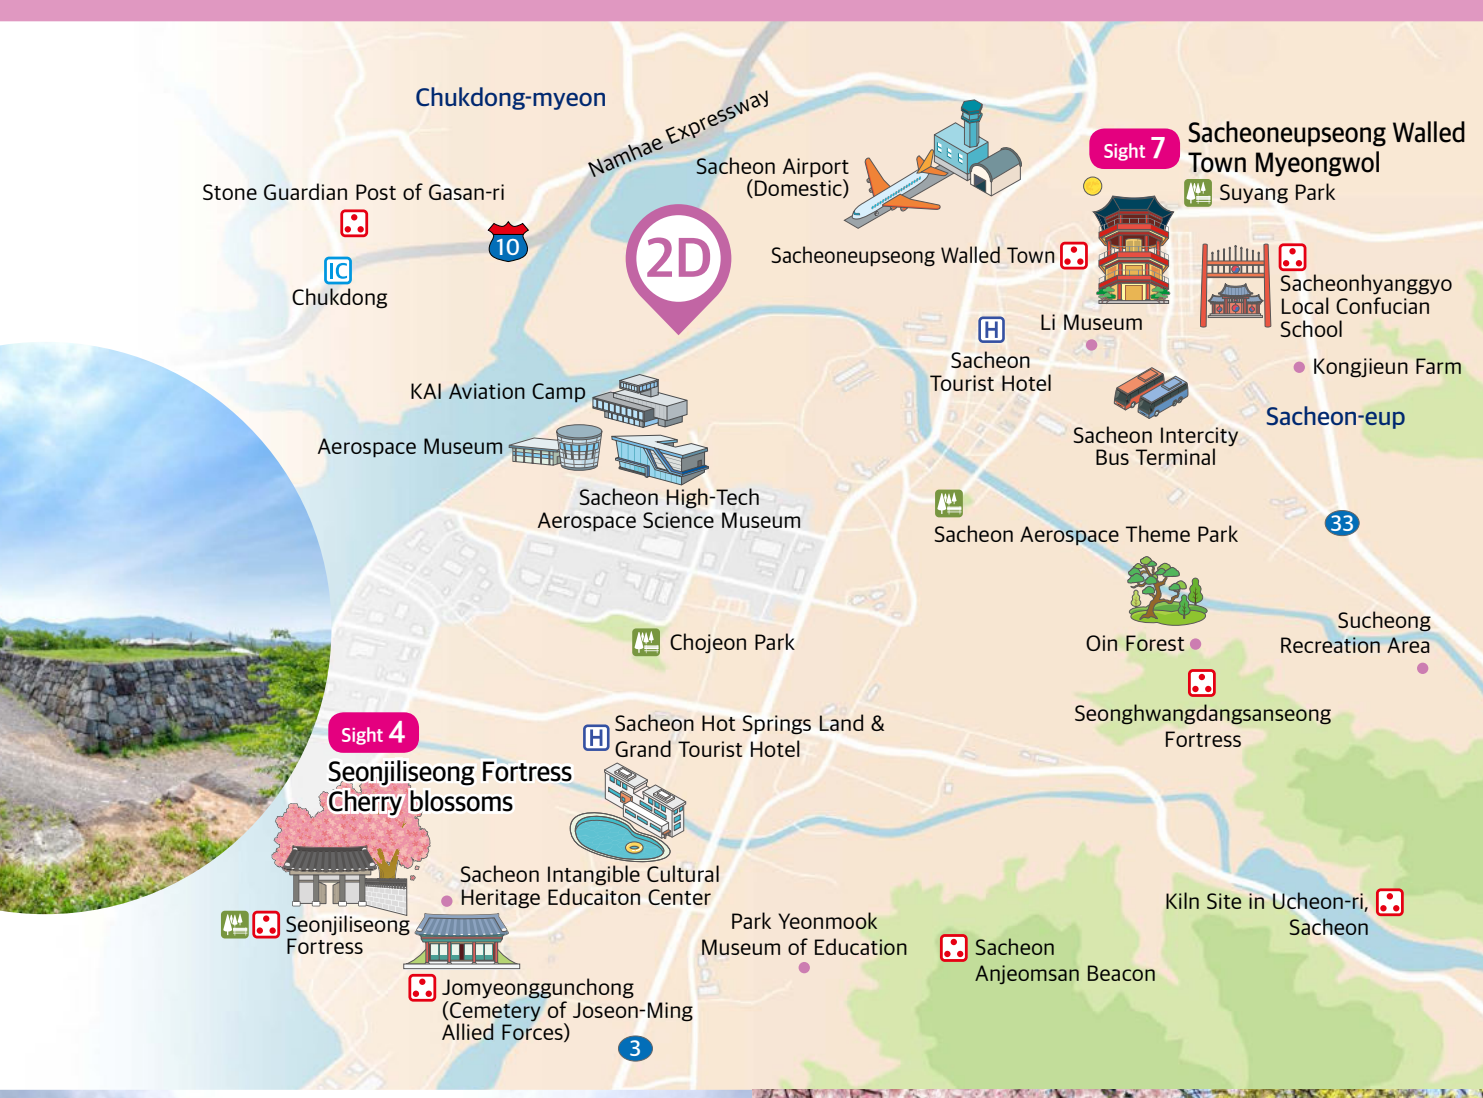 Chukdong-myeon
Namhae Expressway
Sacheon Airport
(Domestic)
Sight 7
Sacheoneupseong Walled
Town Myeongwol
Suyang Park
Stone Guardian Post of Gasan-ri
10
IC
Chukdong
2D
Sacheoneupseong Walled Town
Sacheonhyanggyo
Local Confucian
School
Li Museum
H
Sacheon
Tourist Hotel
Kongjieun Farm
KAI Aviation Camp
Sacheon-eup
Aerospace Museum
Sacheon Intercity
Bus Terminal
Sacheon High-Tech
Aerospace Science Museum
33
Sacheon Aerospace Theme Park
Chojeon Park
Oin Forest
Sucheong
Recreation Area
Seonghwangdangsanseong
Fortress
Sight 4
Seonjiliseong Fortress
Cherry blossoms
H
Sacheon Hot Springs Land &
Grand Tourist Hotel
Sacheon Intangible Cultural
Heritage Educaiton Center
Seonjiliseong
Fortress
Park Yeonmook
Museum of Education
Sacheon
Anjeomsan Beacon
Kiln Site in Ucheon-ri,
Sacheon
Jomyeonggunchong
(Cemetery of Joseon-Ming
Allied Forces)
3